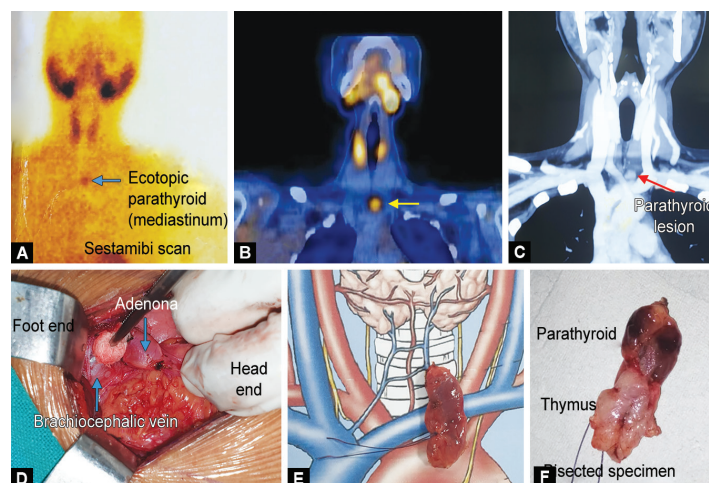 Ecotopic
parathyroid
(mediastinum)
Sestamibi scan
A
B
Parathyroid
lesion
C
Foot end
Adenona
Head
end
Brachiocephalic vein
D
E
Parathyroid
Thymus
Bisected specimen
F